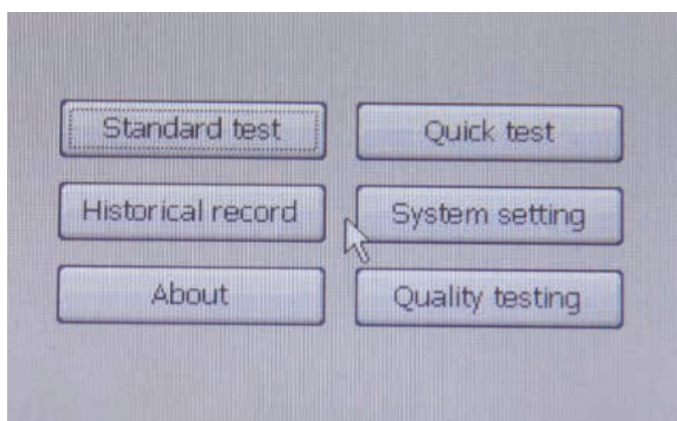 Standard test
Quick test
Historical record
System setting
About
Quality testing